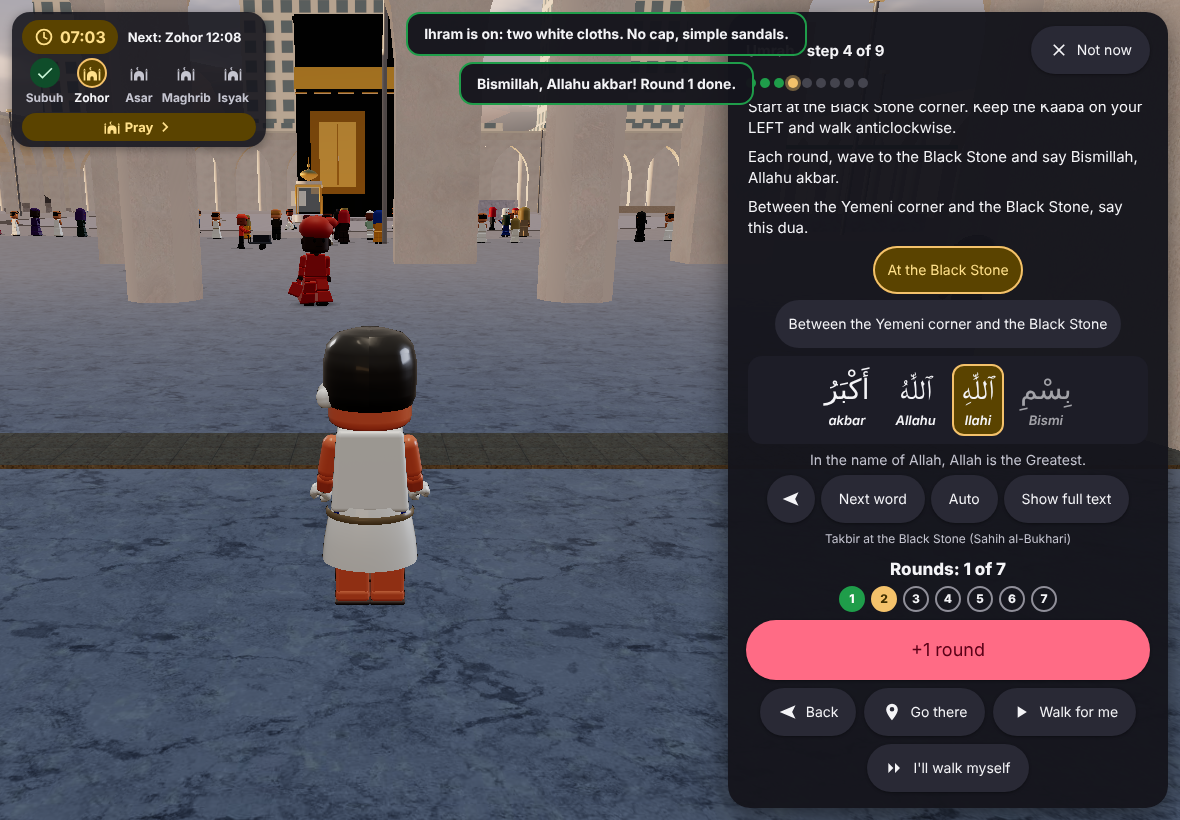 07:03
Next: Zohor 12:08
Subuh
Zohor
Asar
Maghrib
Isyak
Pray
Ihram is on: two white cloths. No cap, simple sandals.
Bismillah, Allahu akbar! Round 1 done.
step 4 of 9
Not now
Start at the Black Stone corner. Keep the Kaaba on your
LEFT and walk anticlockwise.
Each round, wave to the Black Stone and say Bismillah,
Allahu akbar.
Between the Yemeni corner and the Black Stone, say
this dua.
At the Black Stone
Between the Yemeni corner and the Black Stone
بِسْمِ ٱللَّهِ ٱللَّهُ أَكْبَرُ
Bismi llahi Allahu akbar
In the name of Allah, Allah is the Greatest.
Next word
Auto
Show full text
Takbir at the Black Stone (Sahih al-Bukhari)
Rounds: 1 of 7
1 2 3 4 5 6 7
+1 round
Back
Go there
Walk for me
I'll walk myself